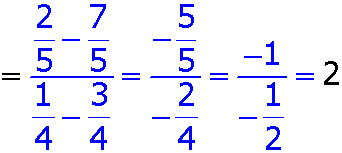 = (2/5 − 7/5)/(1/4 − 3/4) = (−5/5)/(−2/4) = −1/(−1/2) = 2